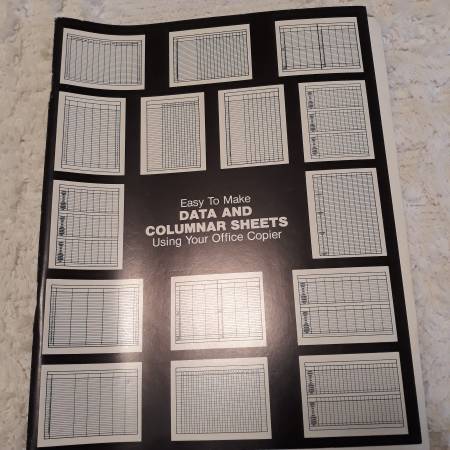 Easy To Make
DATA AND
COLUMNAR SHEETS
Using Your Office Copier